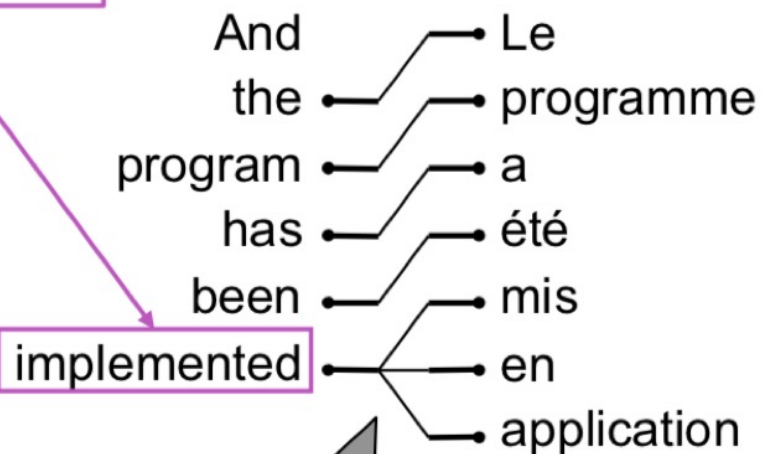 And Le
the programme
program a
has été
been mis
implemented en
application